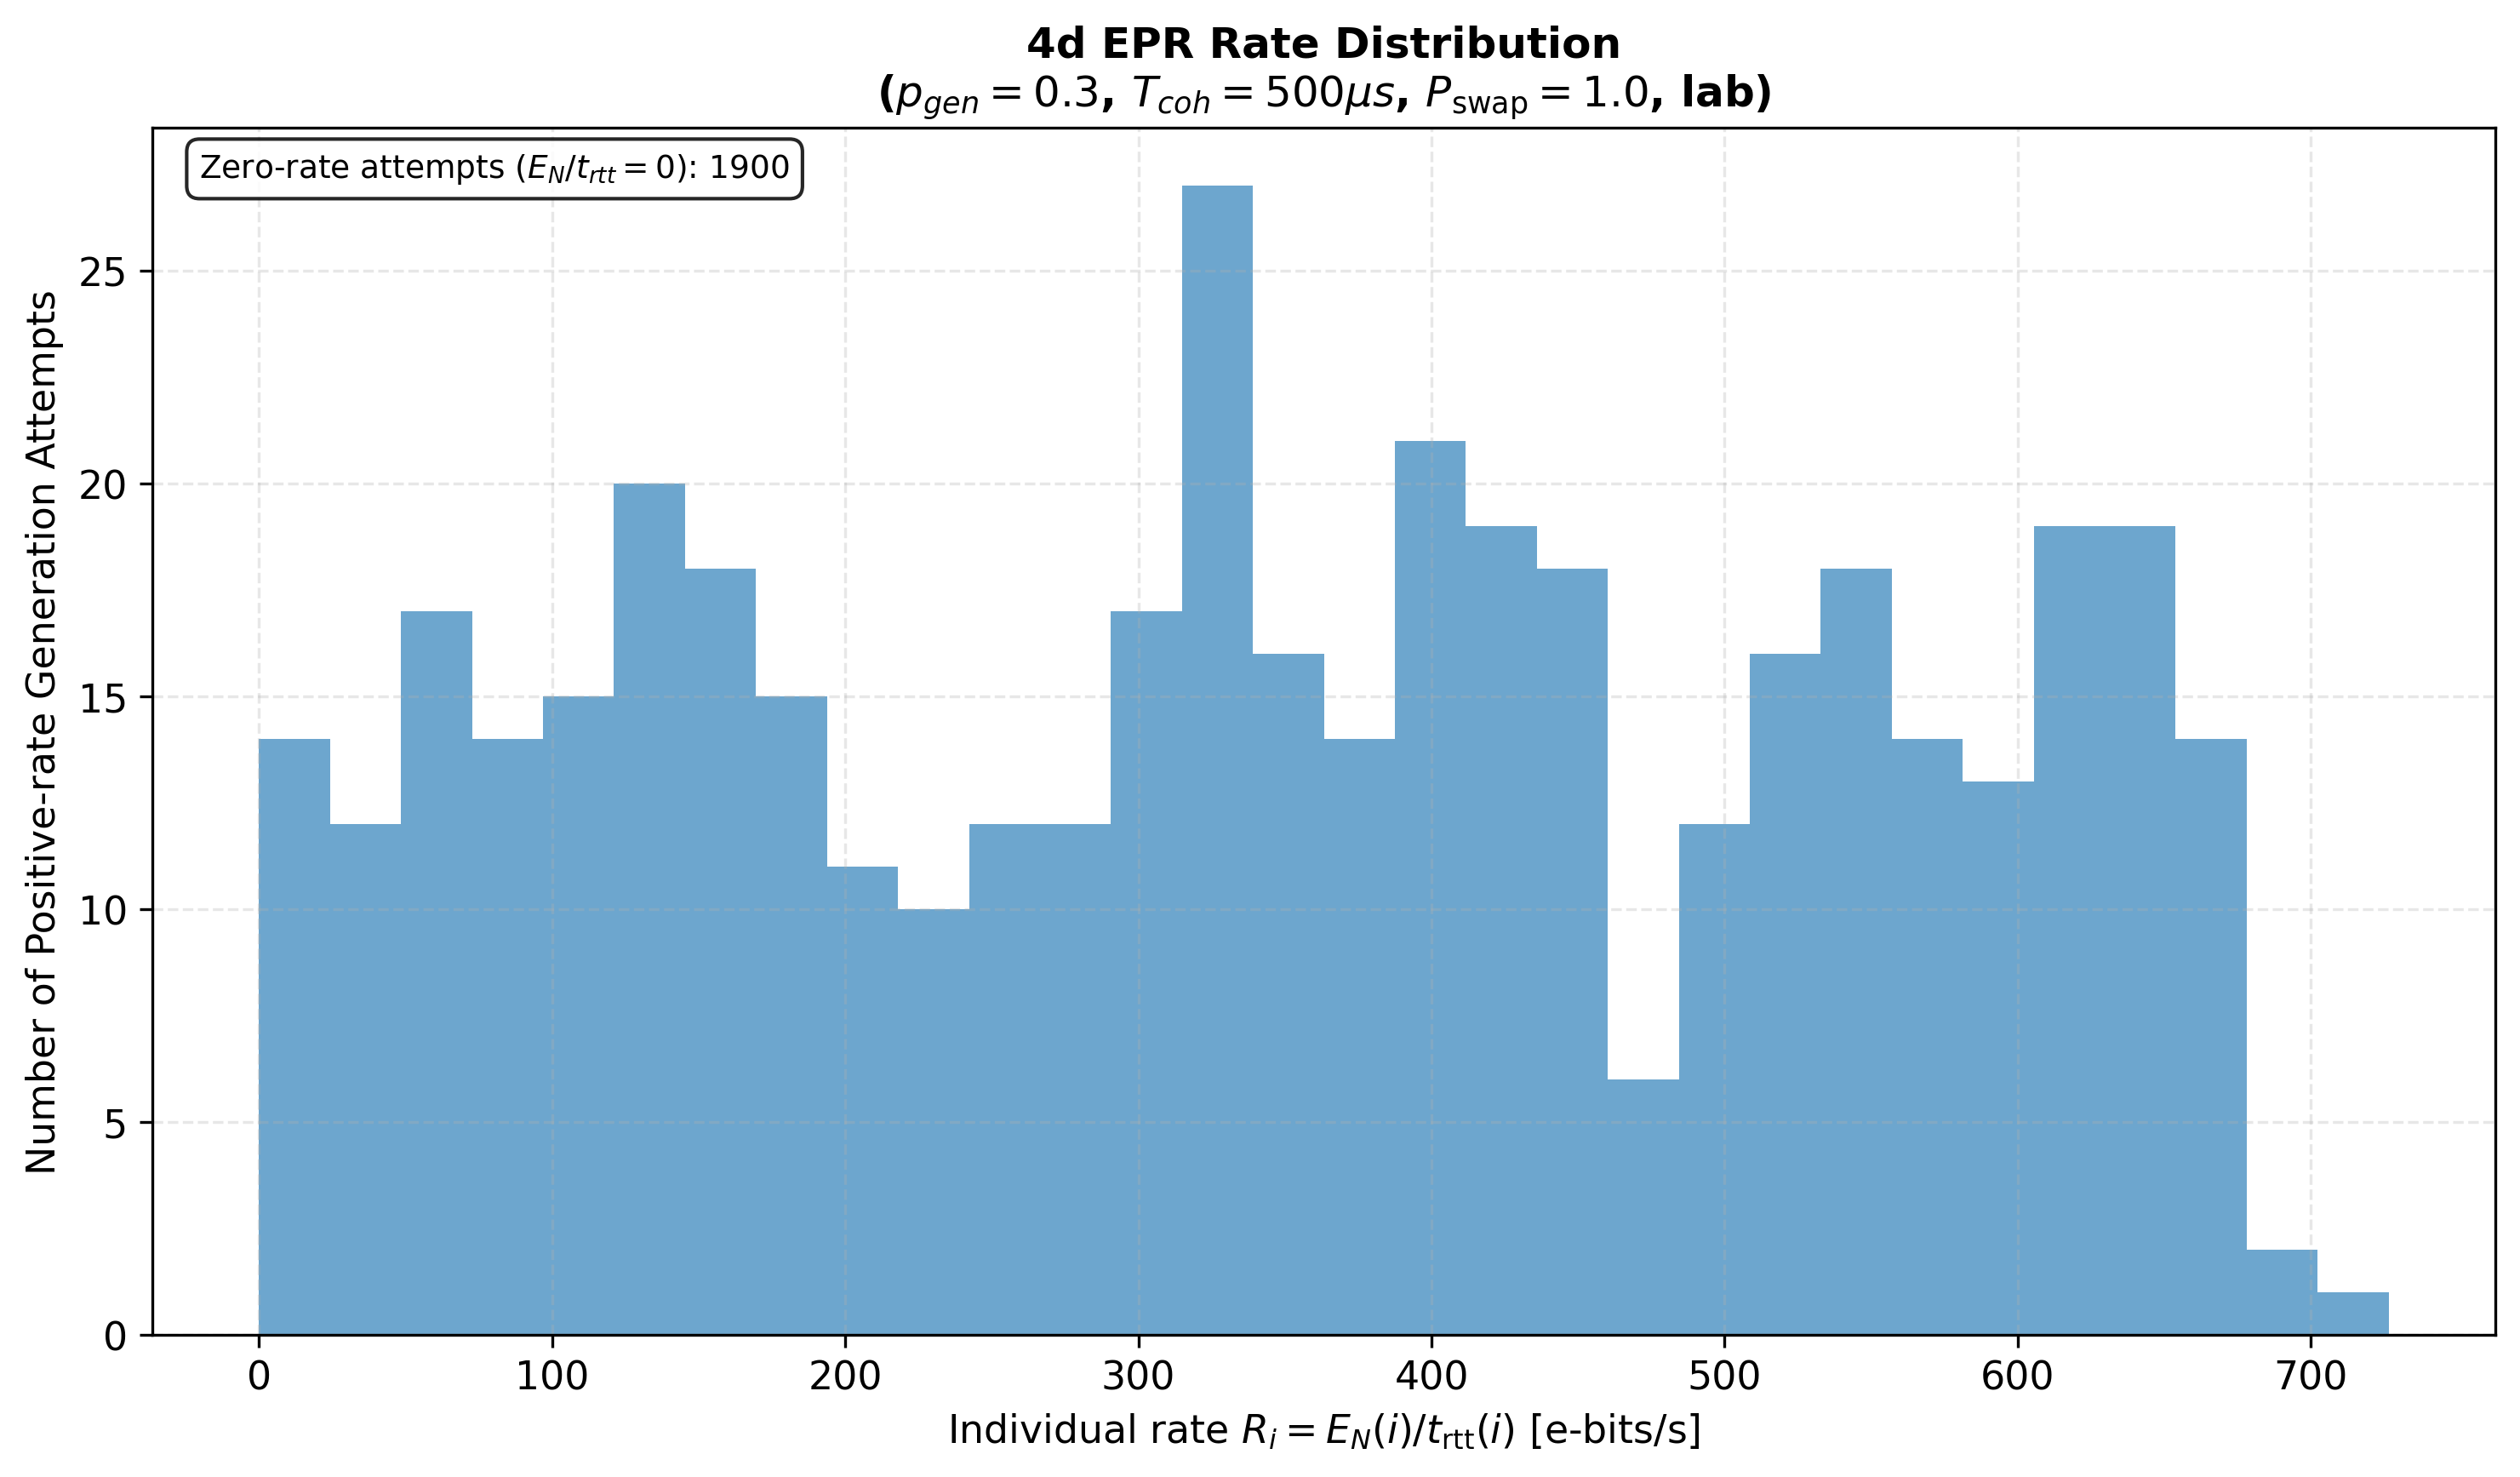 4d EPR Rate Distribution
(p_gen = 0.3, T_coh = 500μs, P_swap = 1.0, lab)
Zero-rate attempts (E_N/t_rtt = 0): 1900
Number of Positive-rate Generation Attempts
25
20
15
10
5
0
0 100 200 300 400 500 600 700
Individual rate R_i = E_N(i)/t_rtt(i) [e-bits/s]